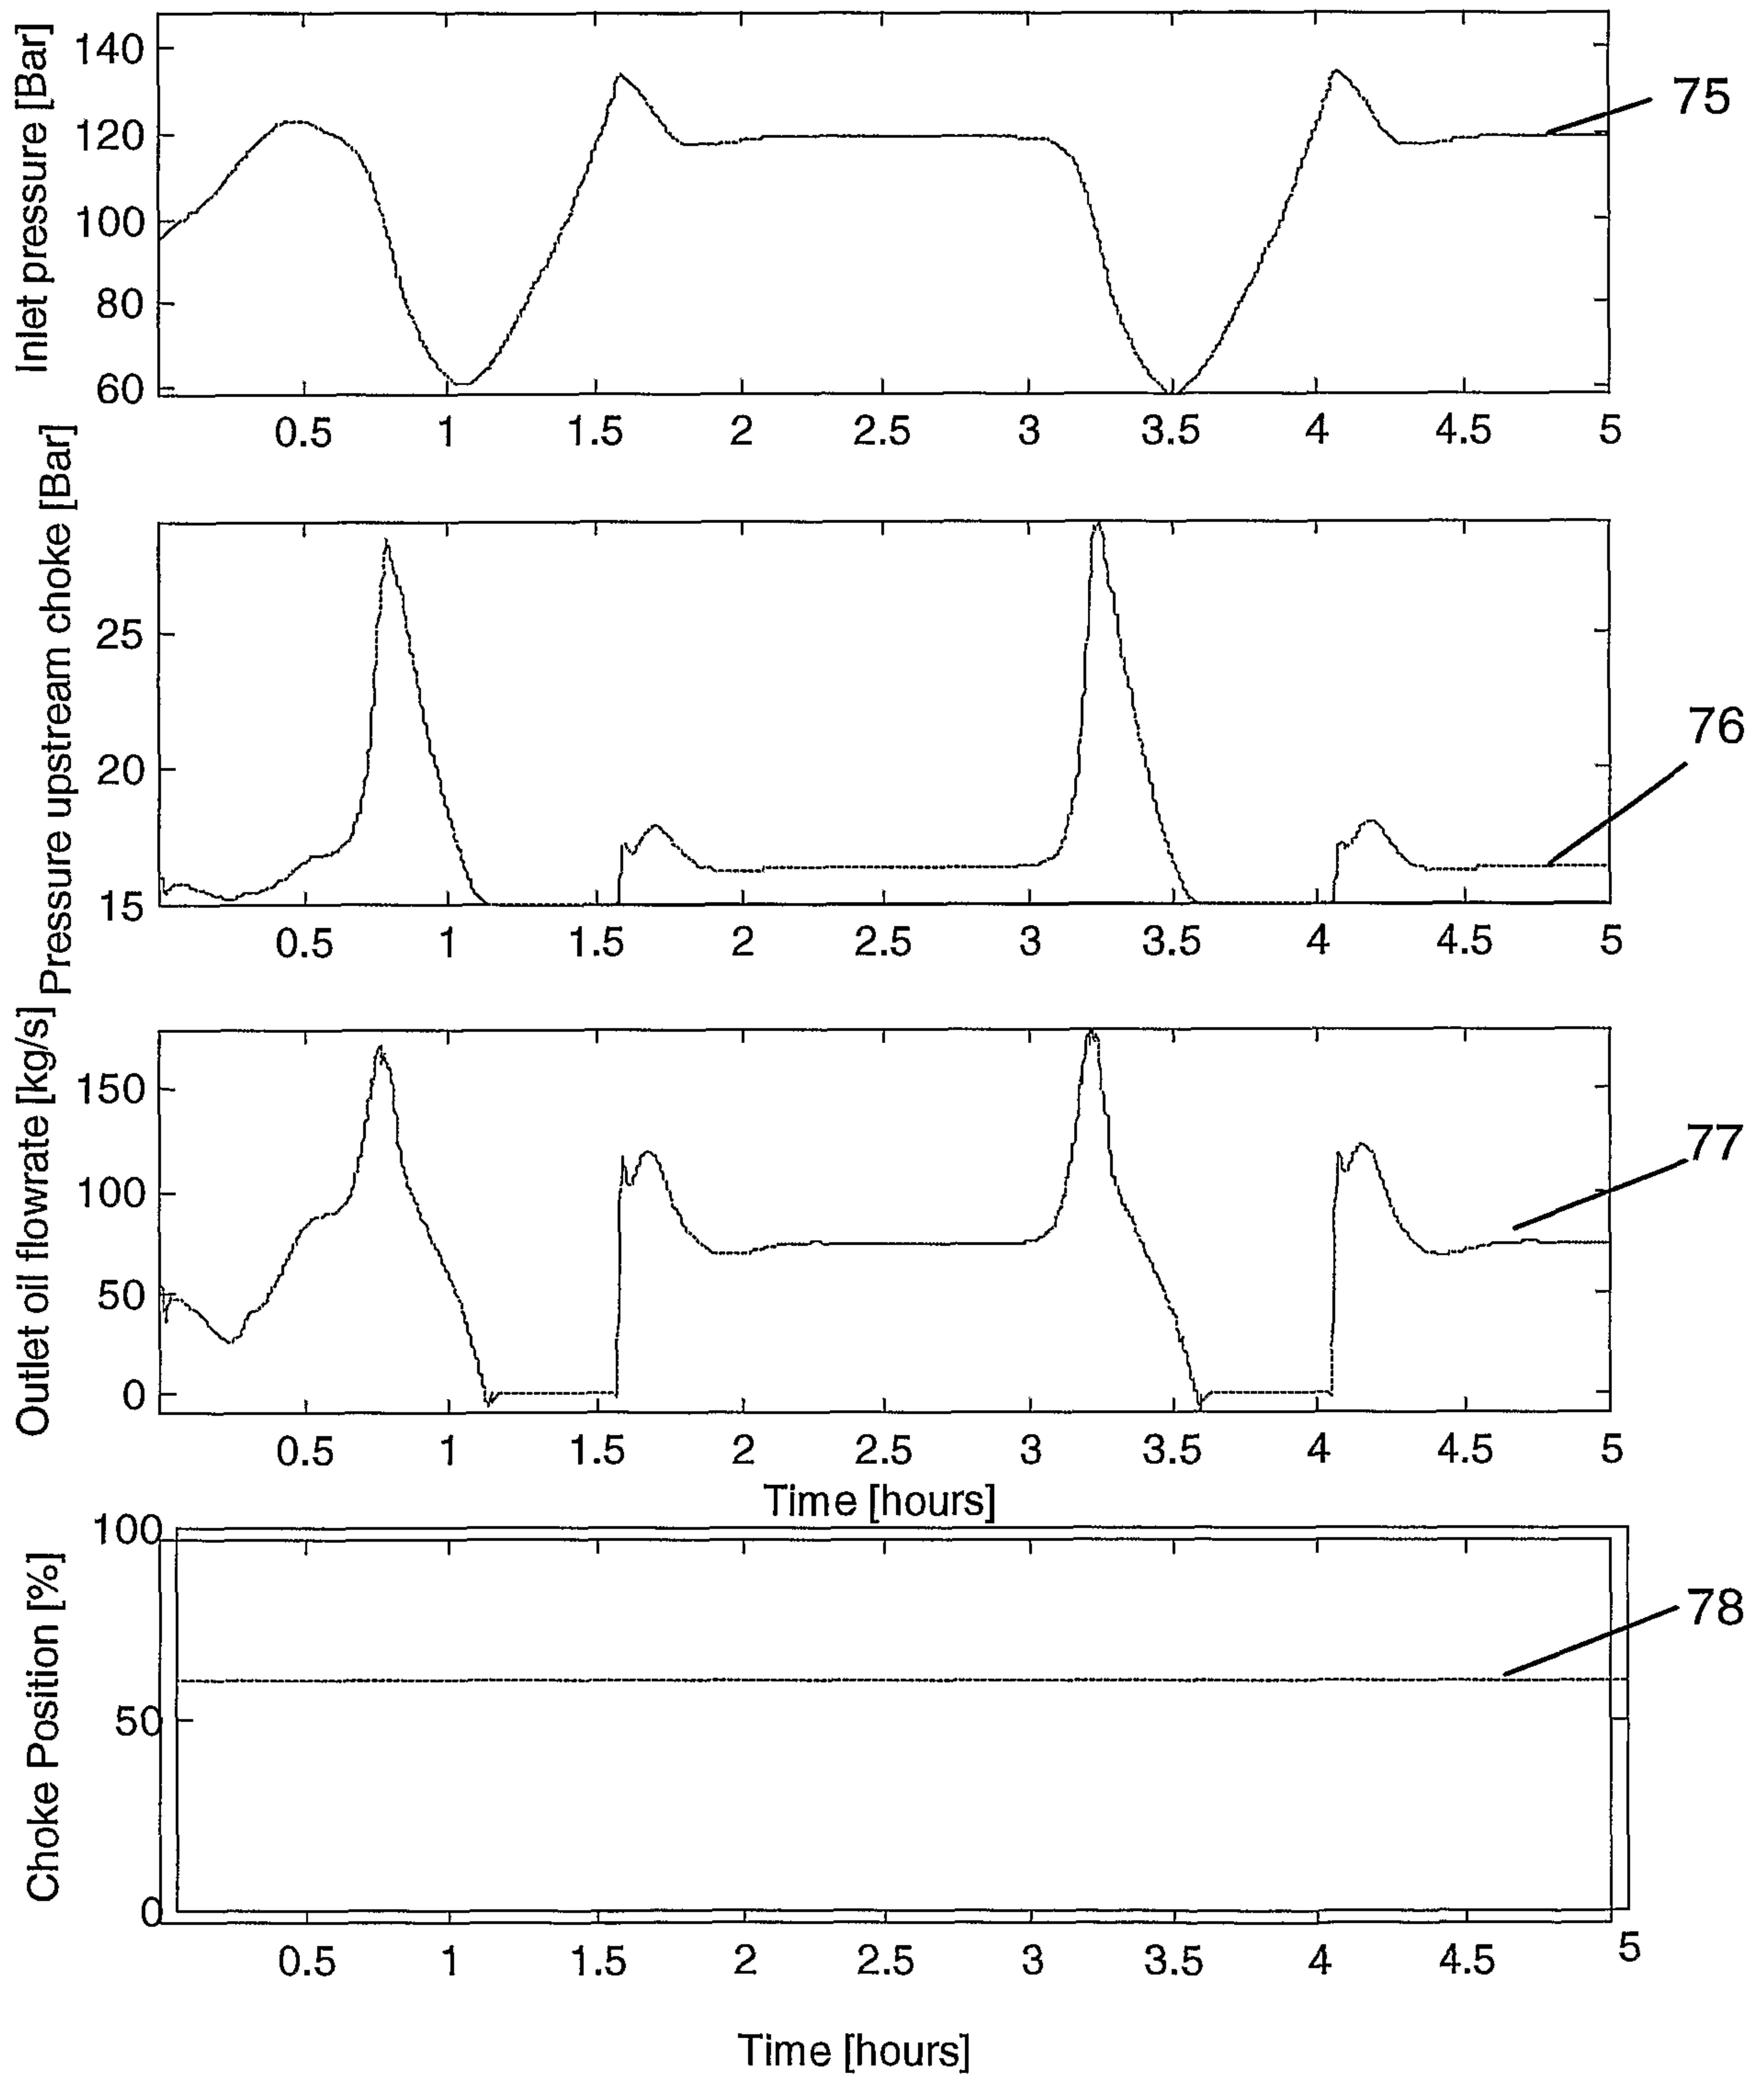 Inlet pressure [Bar]
140
120
100
80
60
75
0.5 1 1.5 2 2.5 3 3.5 4 4.5 5
Pressure upstream choke [Bar]
25
20
15
76
0.5 1 1.5 2 2.5 3 3.5 4 4.5 5
Outlet oil flowrate [kg/s]
150
100
50
0
77
0.5 1 1.5 2 2.5 3 3.5 4 4.5 5
Time [hours]
Choke Position [%]
100
50
0
78
0.5 1 1.5 2 2.5 3 3.5 4 4.5 5
Time [hours]